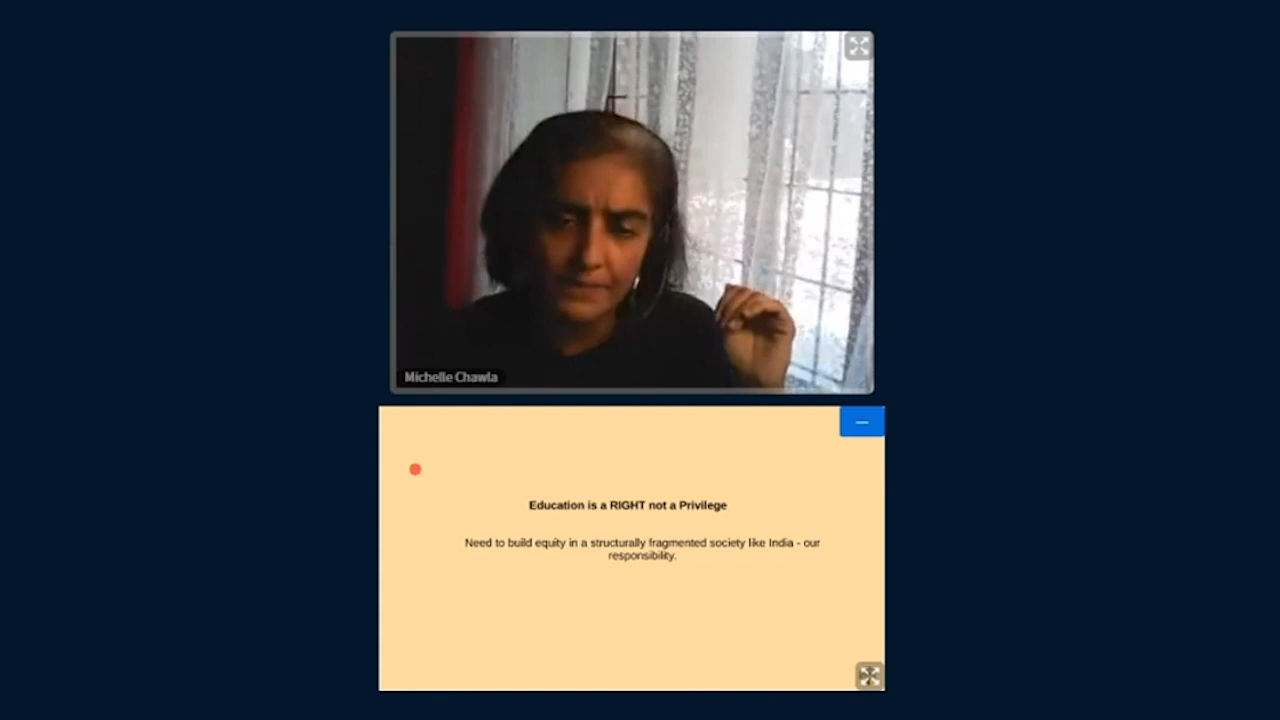 Michelle Chawla
Education is a RIGHT not a Privilege
Need to build equity in a structurally fragmented society like India - our
responsibility.